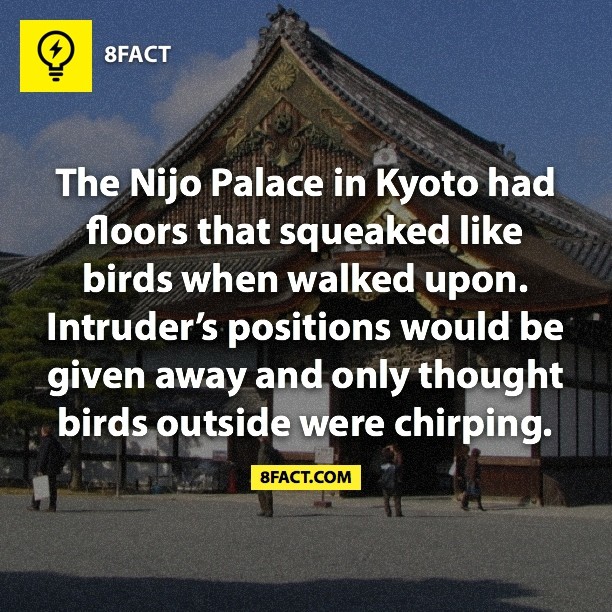 8FACT
The Nijo Palace in Kyoto had
floors that squeaked like
birds when walked upon.
Intruder’s positions would be
given away and only thought
birds outside were chirping.
8FACT.COM